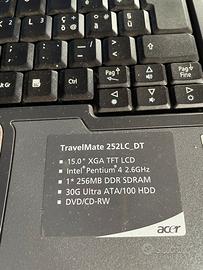 Ctrl
Pag
Pag
Fine
TravelMate 252LC_DT
15.0" XGA TFT LCD
Intel® Pentium® 4 2.6GHz
1* 256MB DDR SDRAM
30G Ultra ATA/100 HDD
DVD/CD-RW
acer